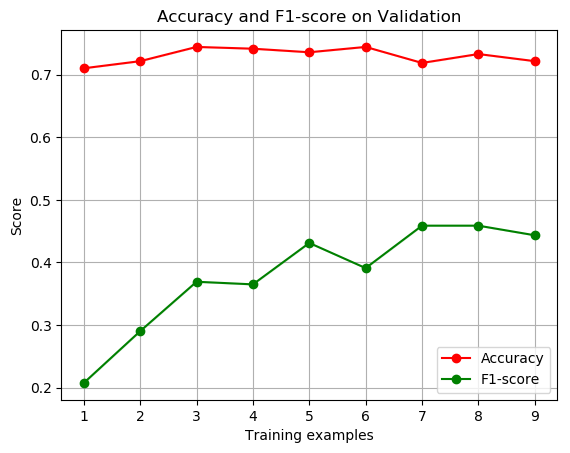 Accuracy and F1-score on Validation
Score
0.7
0.6
0.5
0.4
0.3
0.2
Accuracy
F1-score
1 2 3 4 5 6 7 8 9
Training examples